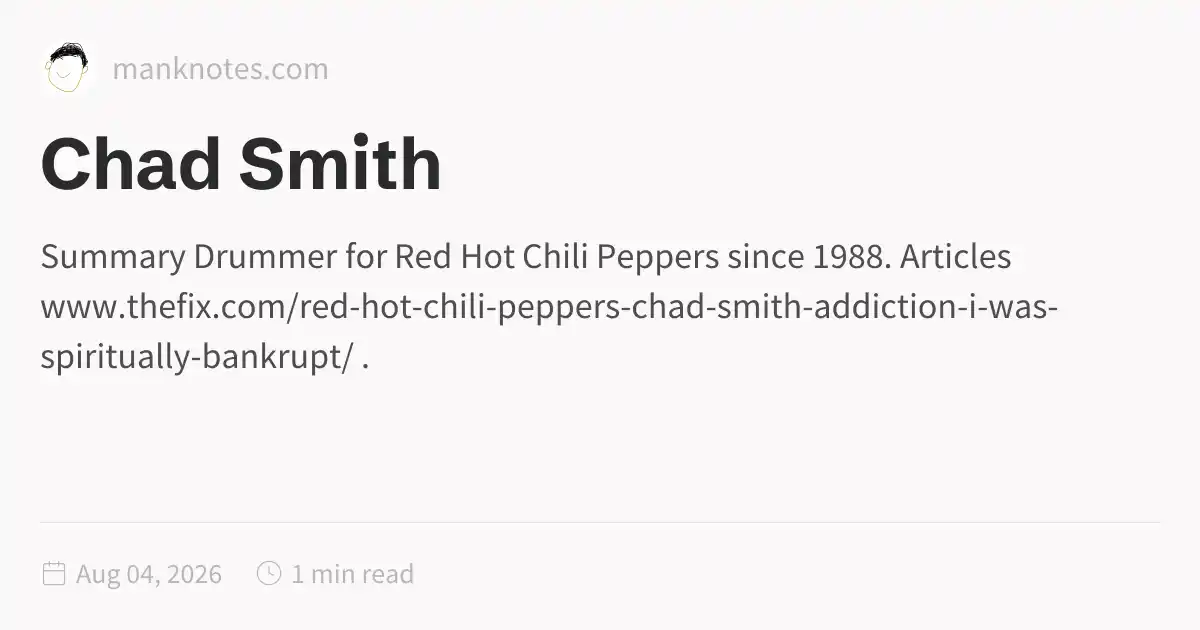 manknotes.com
Chad Smith
Summary Drummer for Red Hot Chili Peppers since 1988. Articles
www.thefix.com/red-hot-chili-peppers-chad-smith-addiction-i-was-
spiritually-bankrupt/ .
Aug 04, 2026 1 min read